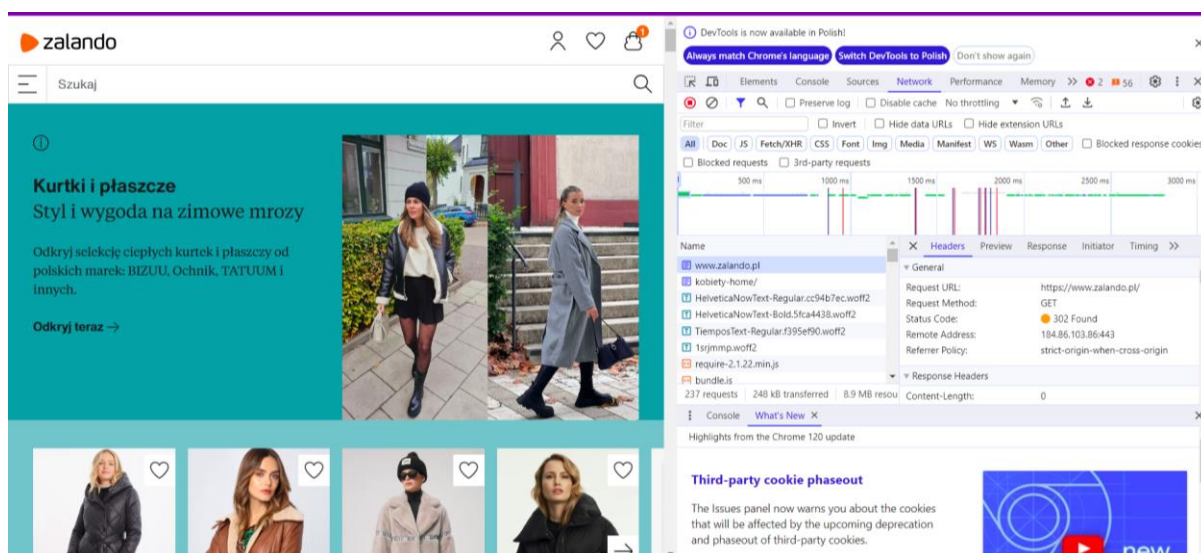 zalando
1
Szukaj
Kurtki i płaszcze
Styl i wygoda na zimowe mrozy
Odkryj selekcję ciepłych kurtek i płaszczy od
polskich marek: BIZUU, Ochnik, TATUUM i
innych.
Odkryj teraz →
DevTools is now available in Polish!
Always match Chrome's language Switch DevTools to Polish Don't show again
Elements Console Sources Network Performance Memory 2 56
Preserve log Disable cache No throttling
Filter Invert Hide data URLs Hide extension URLs
All Doc JS Fetch/XHR CSS Font Img Media Manifest WS Wasm Other Blocked response cookies
Blocked requests 3rd-party requests
500 ms 1000 ms 1500 ms 2000 ms 2500 ms 3000 ms
Name
www.zalando.pl
kobiety-home/
HelveticaNowText-Regular.cc94b7ec.woff2
HelveticaNowText-Bold.5fca4438.woff2
TiemposText-Regular.f395ef90.woff2
1srjmmp.woff2
require-2.1.22.min.js
bundle.js
237 requests 248 kB transferred 8.9 MB resou
Headers Preview Response Initiator Timing
General
Request URL: https://www.zalando.pl/
Request Method: GET
Status Code: 302 Found
Remote Address: 184.86.103.86:443
Referrer Policy: strict-origin-when-cross-origin
Response Headers
Content-Length: 0
Console What's New
Highlights from the Chrome 120 update
Third-party cookie phaseout
The Issues panel now warns you about the cookies
that will be affected by the upcoming deprecation
and phaseout of third-party cookies.
new